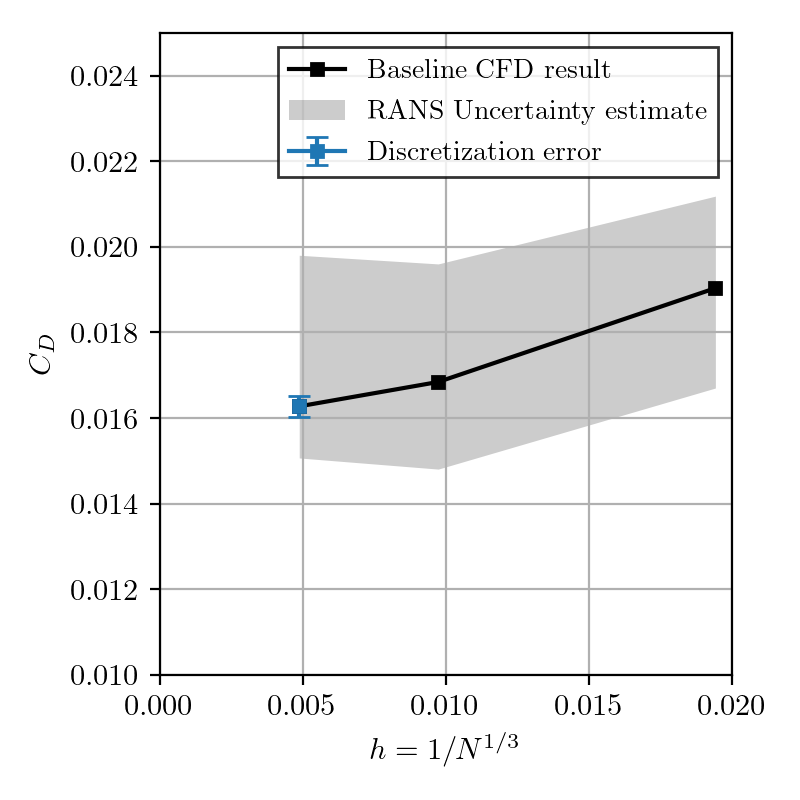 Baseline CFD result
RANS Uncertainty estimate
Discretization error
0.024
0.022
0.020
0.018
0.016
0.014
0.012
0.010
C_D
0.000 0.005 0.010 0.015 0.020
h = 1/N^{1/3}